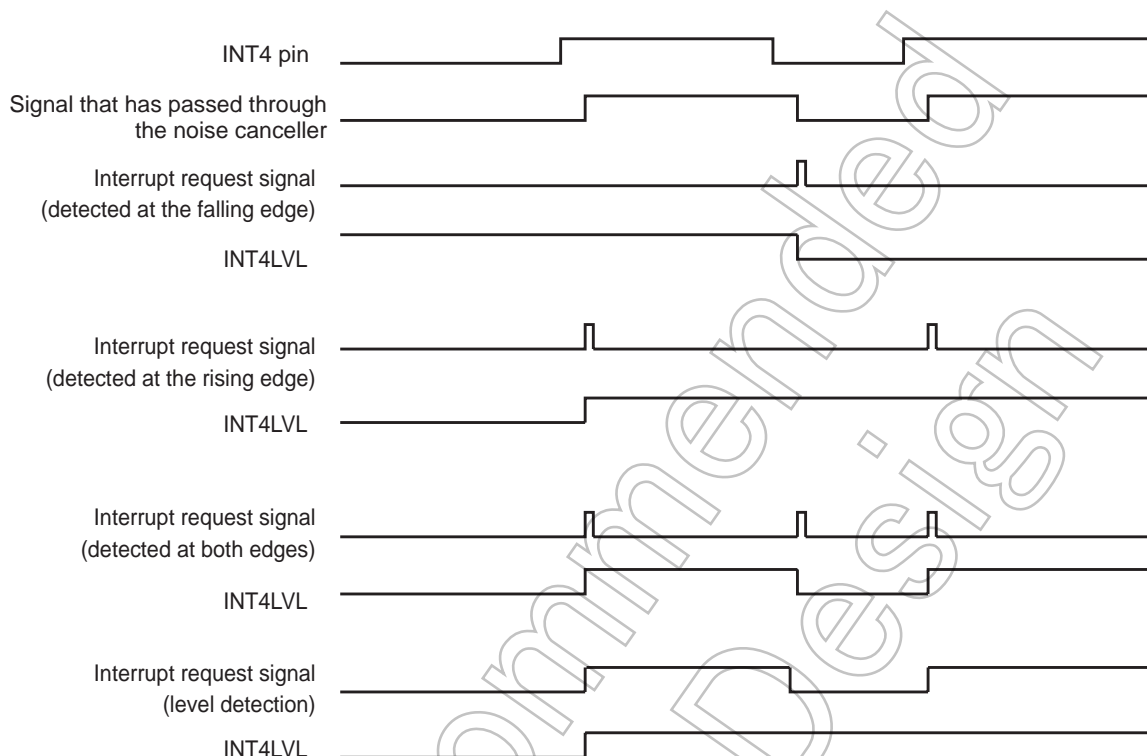 INT4 pin
Signal that has passed through
the noise canceller
Interrupt request signal
(detected at the falling edge)
INT4LVL
Interrupt request signal
(detected at the rising edge)
INT4LVL
Interrupt request signal
(detected at both edges)
INT4LVL
Interrupt request signal
(level detection)
INT4LVL
ommended
Design